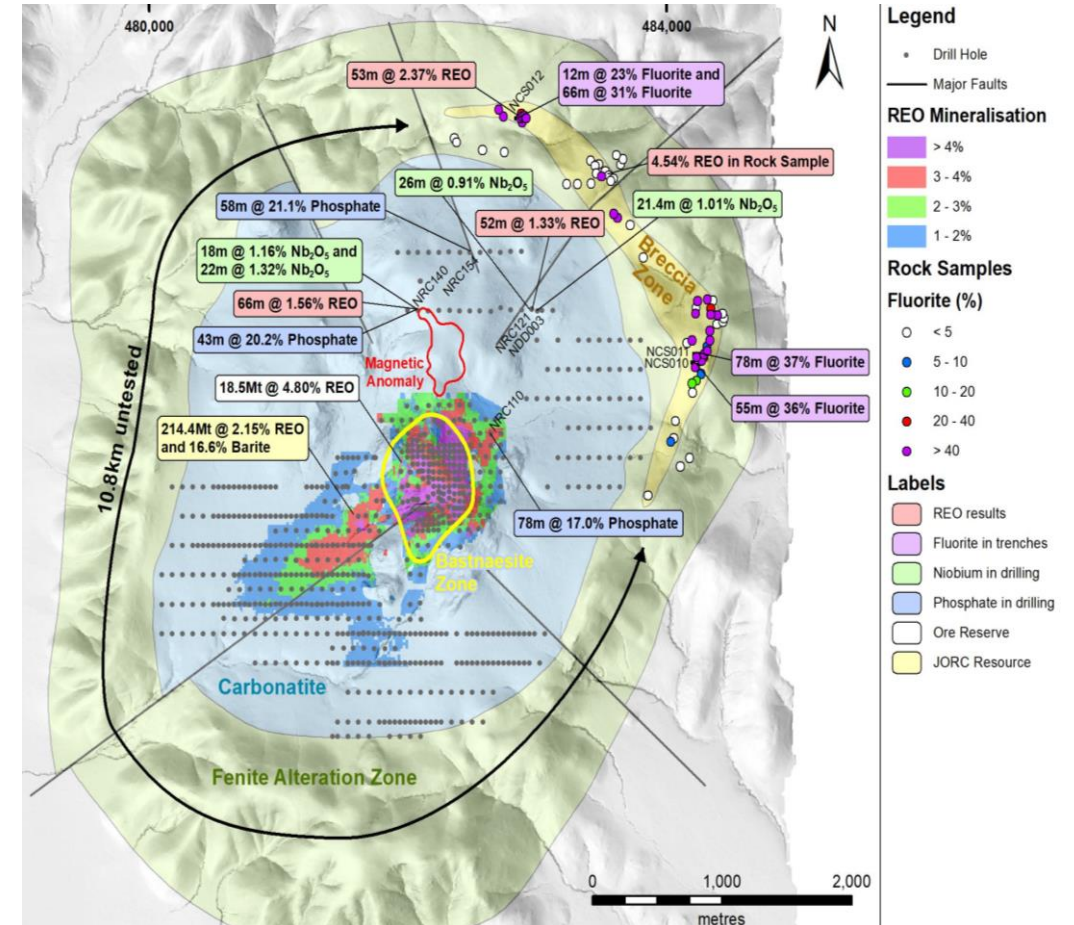 480,000
484,000
N
53m @ 2.37% REO
NCS012
12m @ 23% Fluorite and
66m @ 31% Fluorite
4.54% REO in Rock Sample
26m @ 0.91% Nb₂O₅
58m @ 21.1% Phosphate
21.4m @ 1.01% Nb₂O₅
52m @ 1.33% REO
18m @ 1.16% Nb₂O₅ and
22m @ 1.32% Nb₂O₅
Breccia
Zone
NRC140
NRC154
66m @ 1.56% REO
43m @ 20.2% Phosphate
NRC121
NDD003
Magnetic
Anomaly
NCS011
NCS010
78m @ 37% Fluorite
18.5Mt @ 4.80% REO
55m @ 36% Fluorite
NRC110
214.4Mt @ 2.15% REO
and 16.6% Barite
10.8km untested
78m @ 17.0% Phosphate
Bastnaesite
Zone
Carbonatite
Fenite Alteration Zone
0
1,000
2,000
metres
Legend
Drill Hole
Major Faults
REO Mineralisation
> 4%
3 - 4%
2 - 3%
1 - 2%
Rock Samples
Fluorite (%)
< 5
5 - 10
10 - 20
20 - 40
> 40
Labels
REO results
Fluorite in trenches
Niobium in drilling
Phosphate in drilling
Ore Reserve
JORC Resource